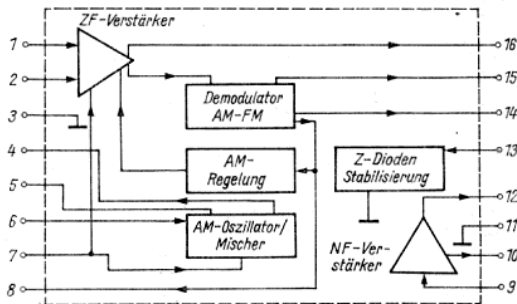 ZF-Verstärker
1
2
3
4
5
6
7
8
16
15
14
13
12
11
10
9
Demodulator
AM-FM
AM-
Regelung
Z-Dioden
Stabilisierung
AM-Oszillator/
Mischer
NF-Ver-
stärker